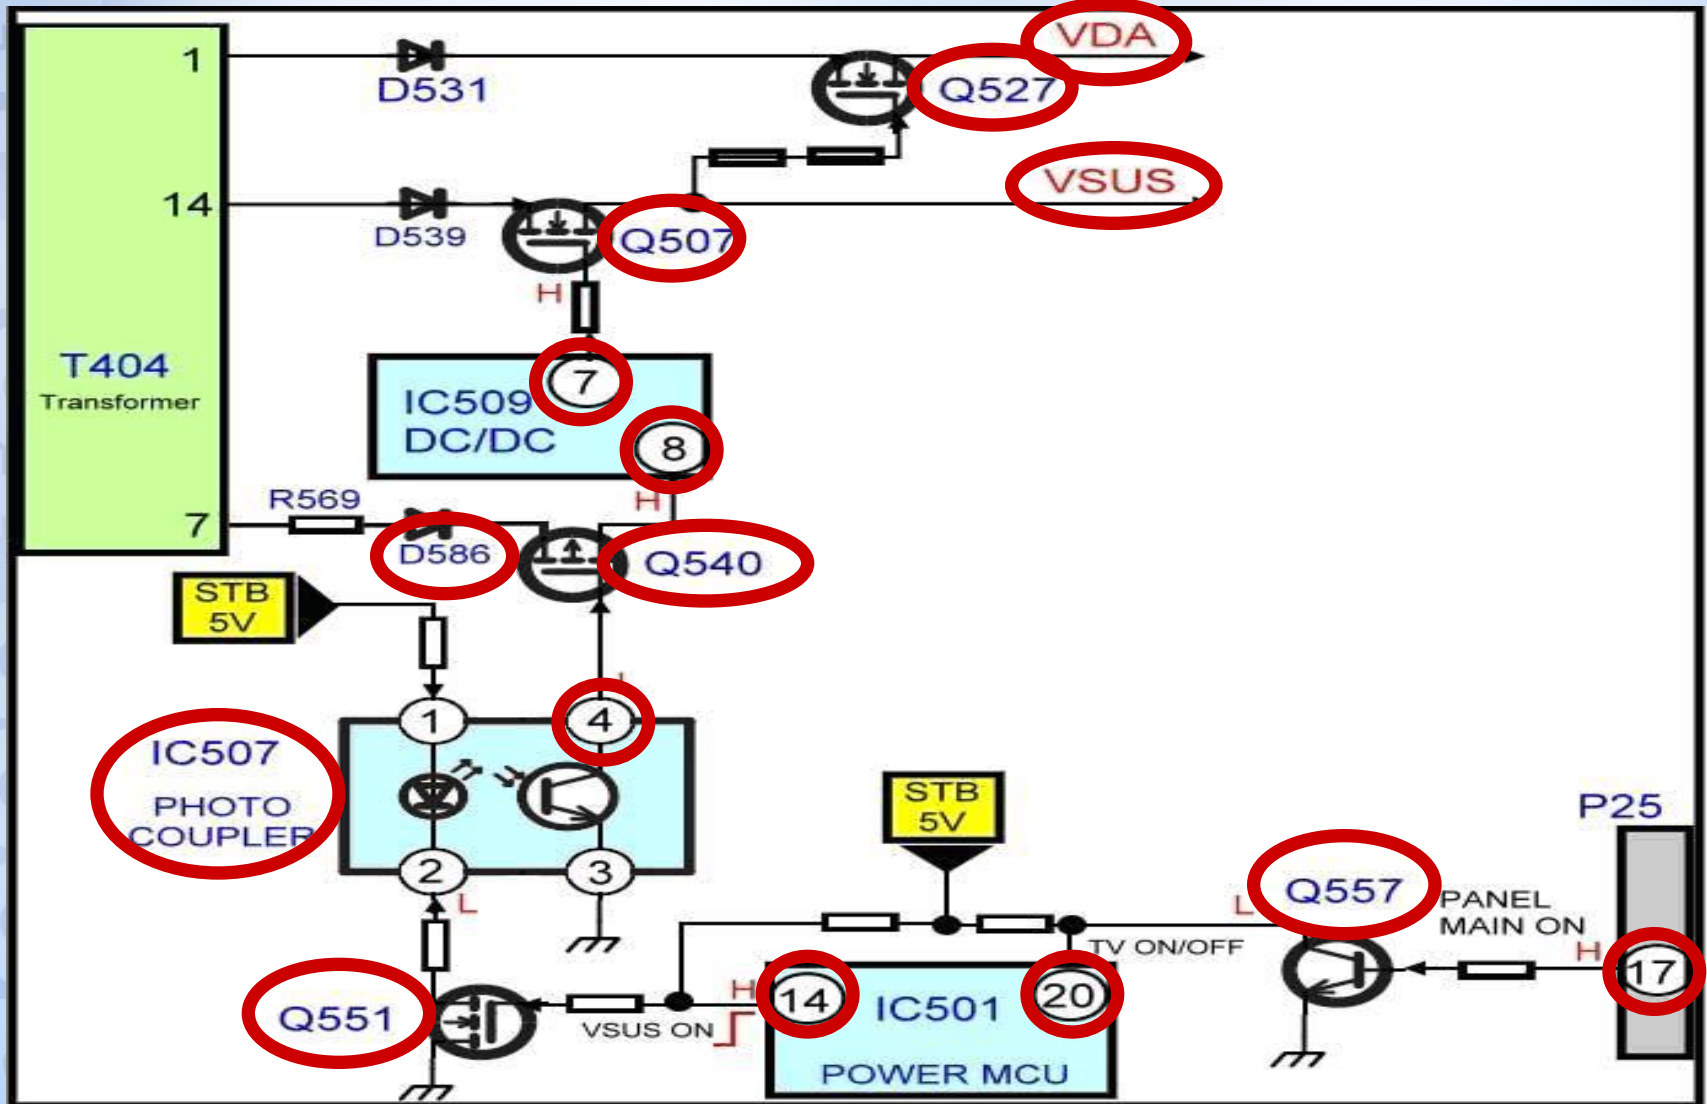 1
D531
VDA
Q527
14
D539
VSUS
Q507
H
T404
Transformer
7
IC509
DC/DC
8
H
R569
7
D586
Q540
STB
5V
L
1
4
IC507
PHOTO
COUPLER
2
3
L
STB
5V
P25
Q557
L
PANEL
MAIN ON
H
17
TV ON/OFF
Q551
VSUS ON
H
14
IC501
20
POWER MCU